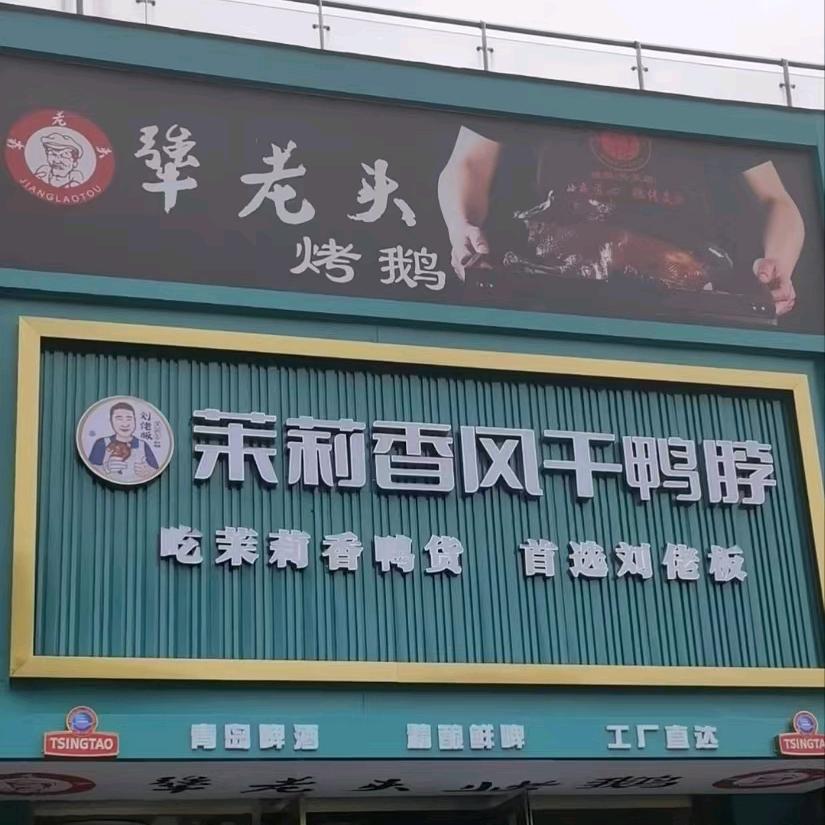 犟老头
JIANGLAOTOU
犟老头
烤鹅
刘佬板
茉莉香风干鸭脖
吃茉莉香鸭货 首选刘佬板
TSINGTAO 青岛啤酒 鲜啤 工厂直达 TSINGTAO
犟老头烤鹅